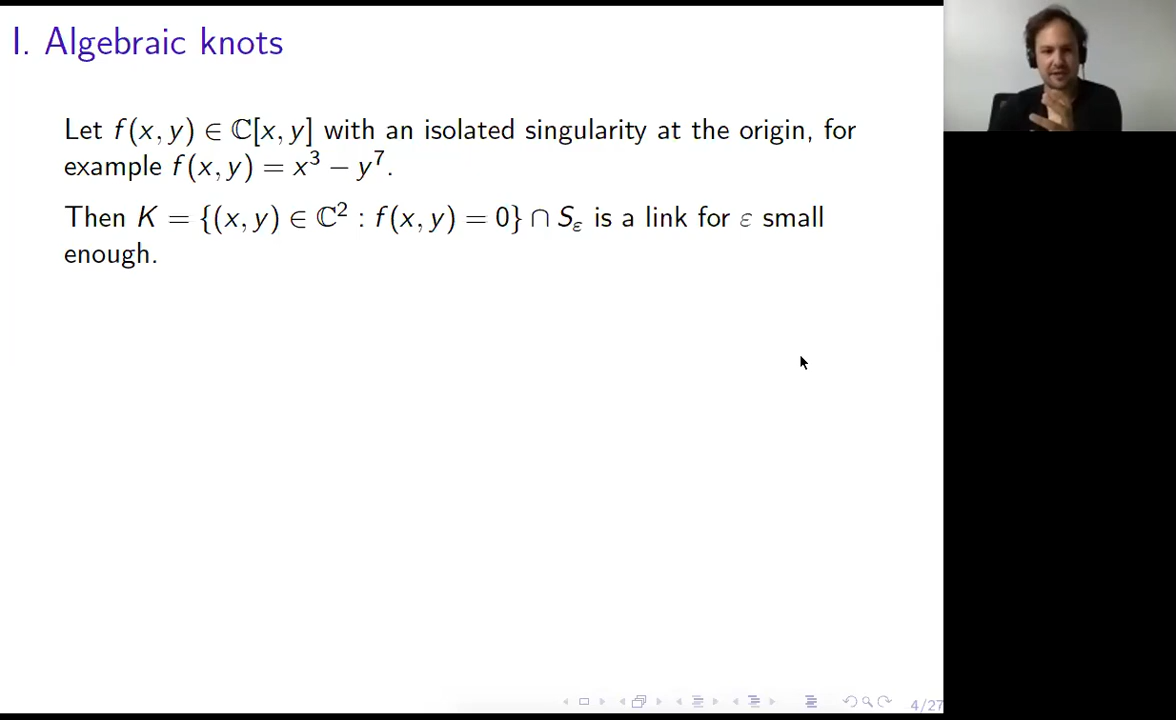 I. Algebraic knots
Let f(x, y) ∈ ℂ[x, y] with an isolated singularity at the origin, for
example f(x, y) = x³ − y⁷.
Then K = {(x, y) ∈ ℂ² : f(x, y) = 0} ∩ S_ε is a link for ε small
enough.
4/27